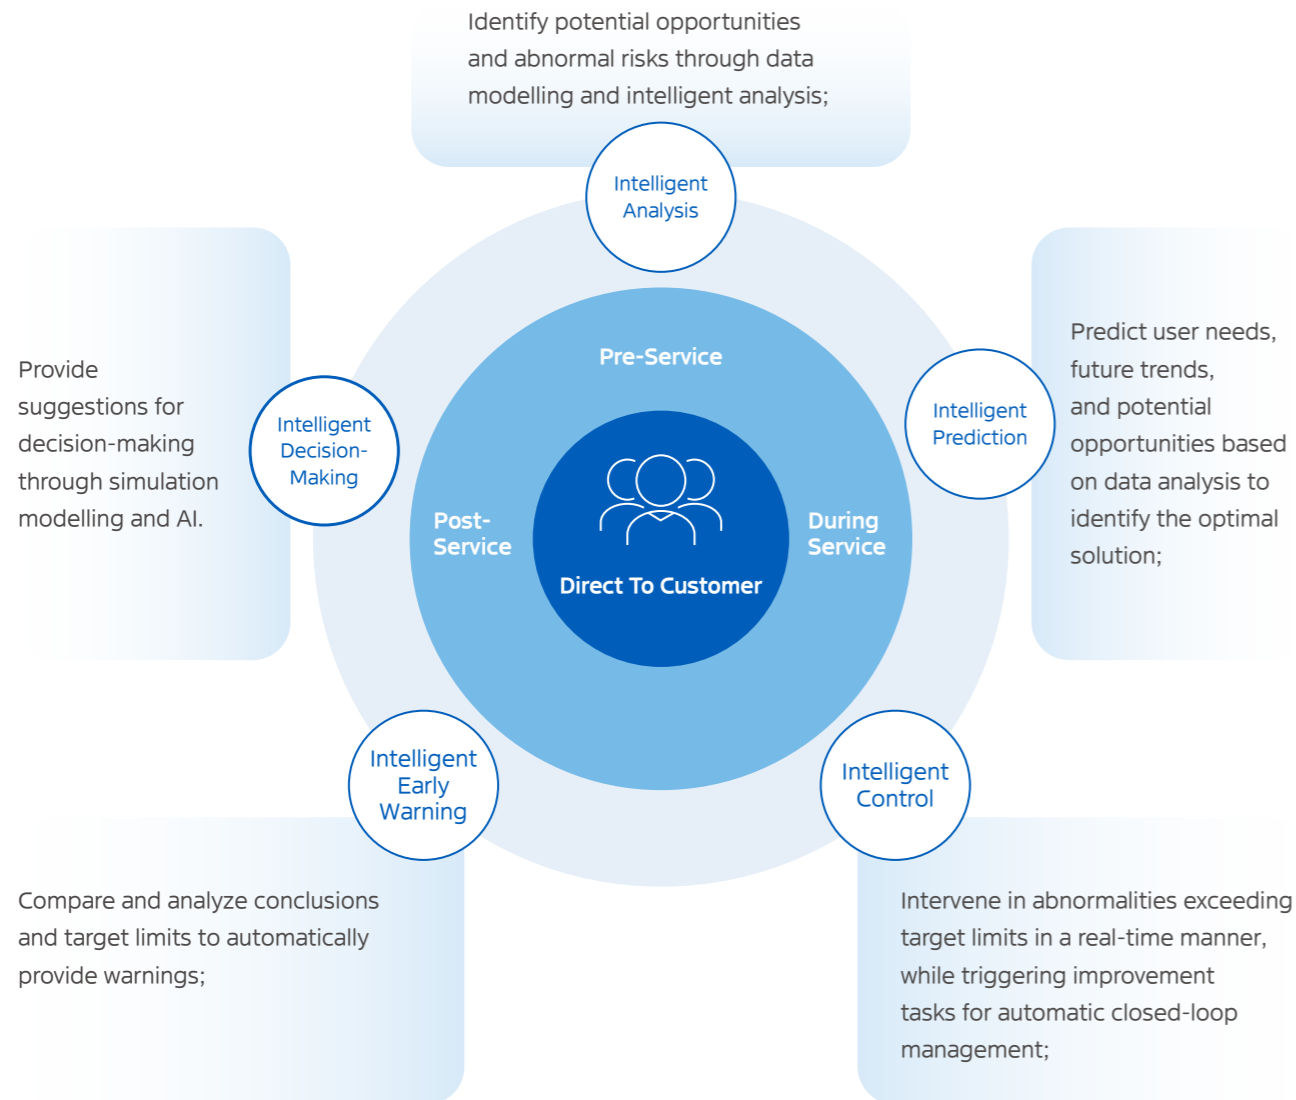 Identify potential opportunities
and abnormal risks through data
modelling and intelligent analysis;
Intelligent
Analysis
Pre-Service
Provide
suggestions for
decision-making
through simulation
modelling and AI.
Intelligent
Decision-
Making
Intelligent
Prediction
Predict user needs,
future trends,
and potential
opportunities based
on data analysis to
identify the optimal
solution;
Post-
Service
During
Service
Direct To Customer
Intelligent
Early
Warning
Intelligent
Control
Compare and analyze conclusions
and target limits to automatically
provide warnings;
Intervene in abnormalities exceeding
target limits in a real-time manner,
while triggering improvement
tasks for automatic closed-loop
management;